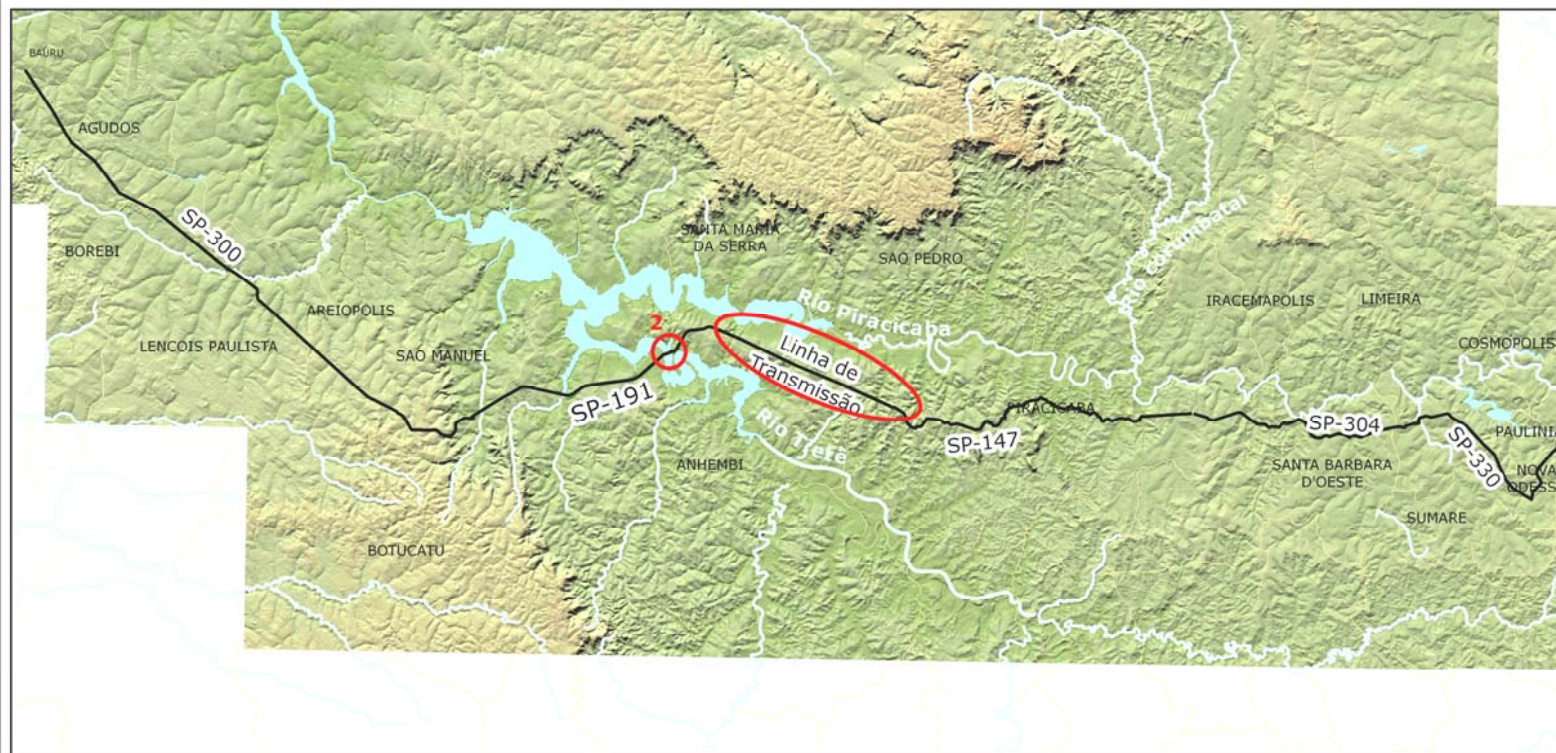 BAURU
AGUDOS
SP-300
BOREBI
SANTA MARIA
DA SERRA
SAO PEDRO
Rio Corumbataí
AREIOPOLIS
IRACEMAPOLIS
LIMEIRA
Rio Piracicaba
2
LENCOIS PAULISTA
SAO MANUEL
COSMOPOLIS
Linha de
Transmissão
SP-191
PIRACICABA
SP-304
Rio Tietê
SP-147
PAULINIA
SP-330
ANHEMBI
SANTA BARBARA
D'OESTE
NOVA
ODESS
SUMARE
BOTUCATU